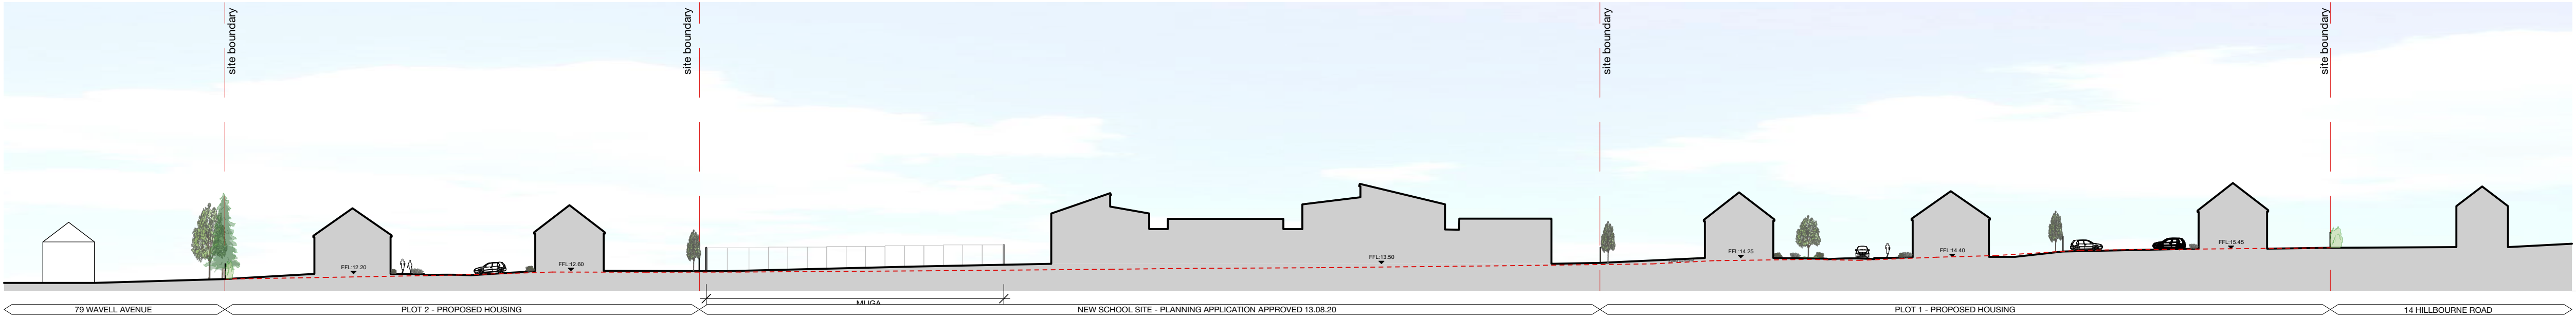 site boundary
site boundary
site boundary
site boundary
FFL:12.20
FFL:12.60
FFL:13.50
FFL:14.25
FFL:14.40
FFL:15.45
MUGA
79 WAVELL AVENUE
PLOT 2 - PROPOSED HOUSING
NEW SCHOOL SITE - PLANNING APPLICATION APPROVED 13.08.20
PLOT 1 - PROPOSED HOUSING
14 HILLBOURNE ROAD